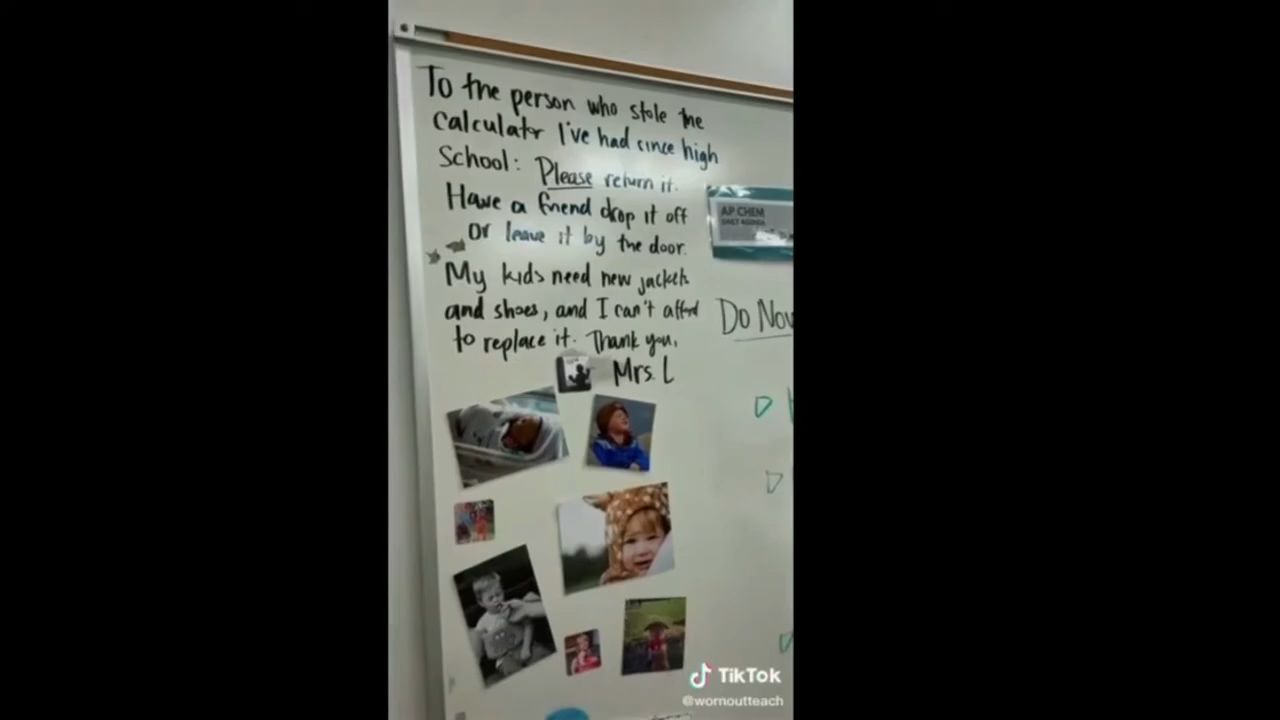 To the person who stole the
calculator I've had since high
School: Please return it.
Have a friend drop it off
or leave it by the door.
My kids need new jackets
and shoes, and I can't afford
to replace it. Thank you,
Mrs. L
AP CHEM
DAILY AGENDA
Do Now
TikTok
@wornoutteach